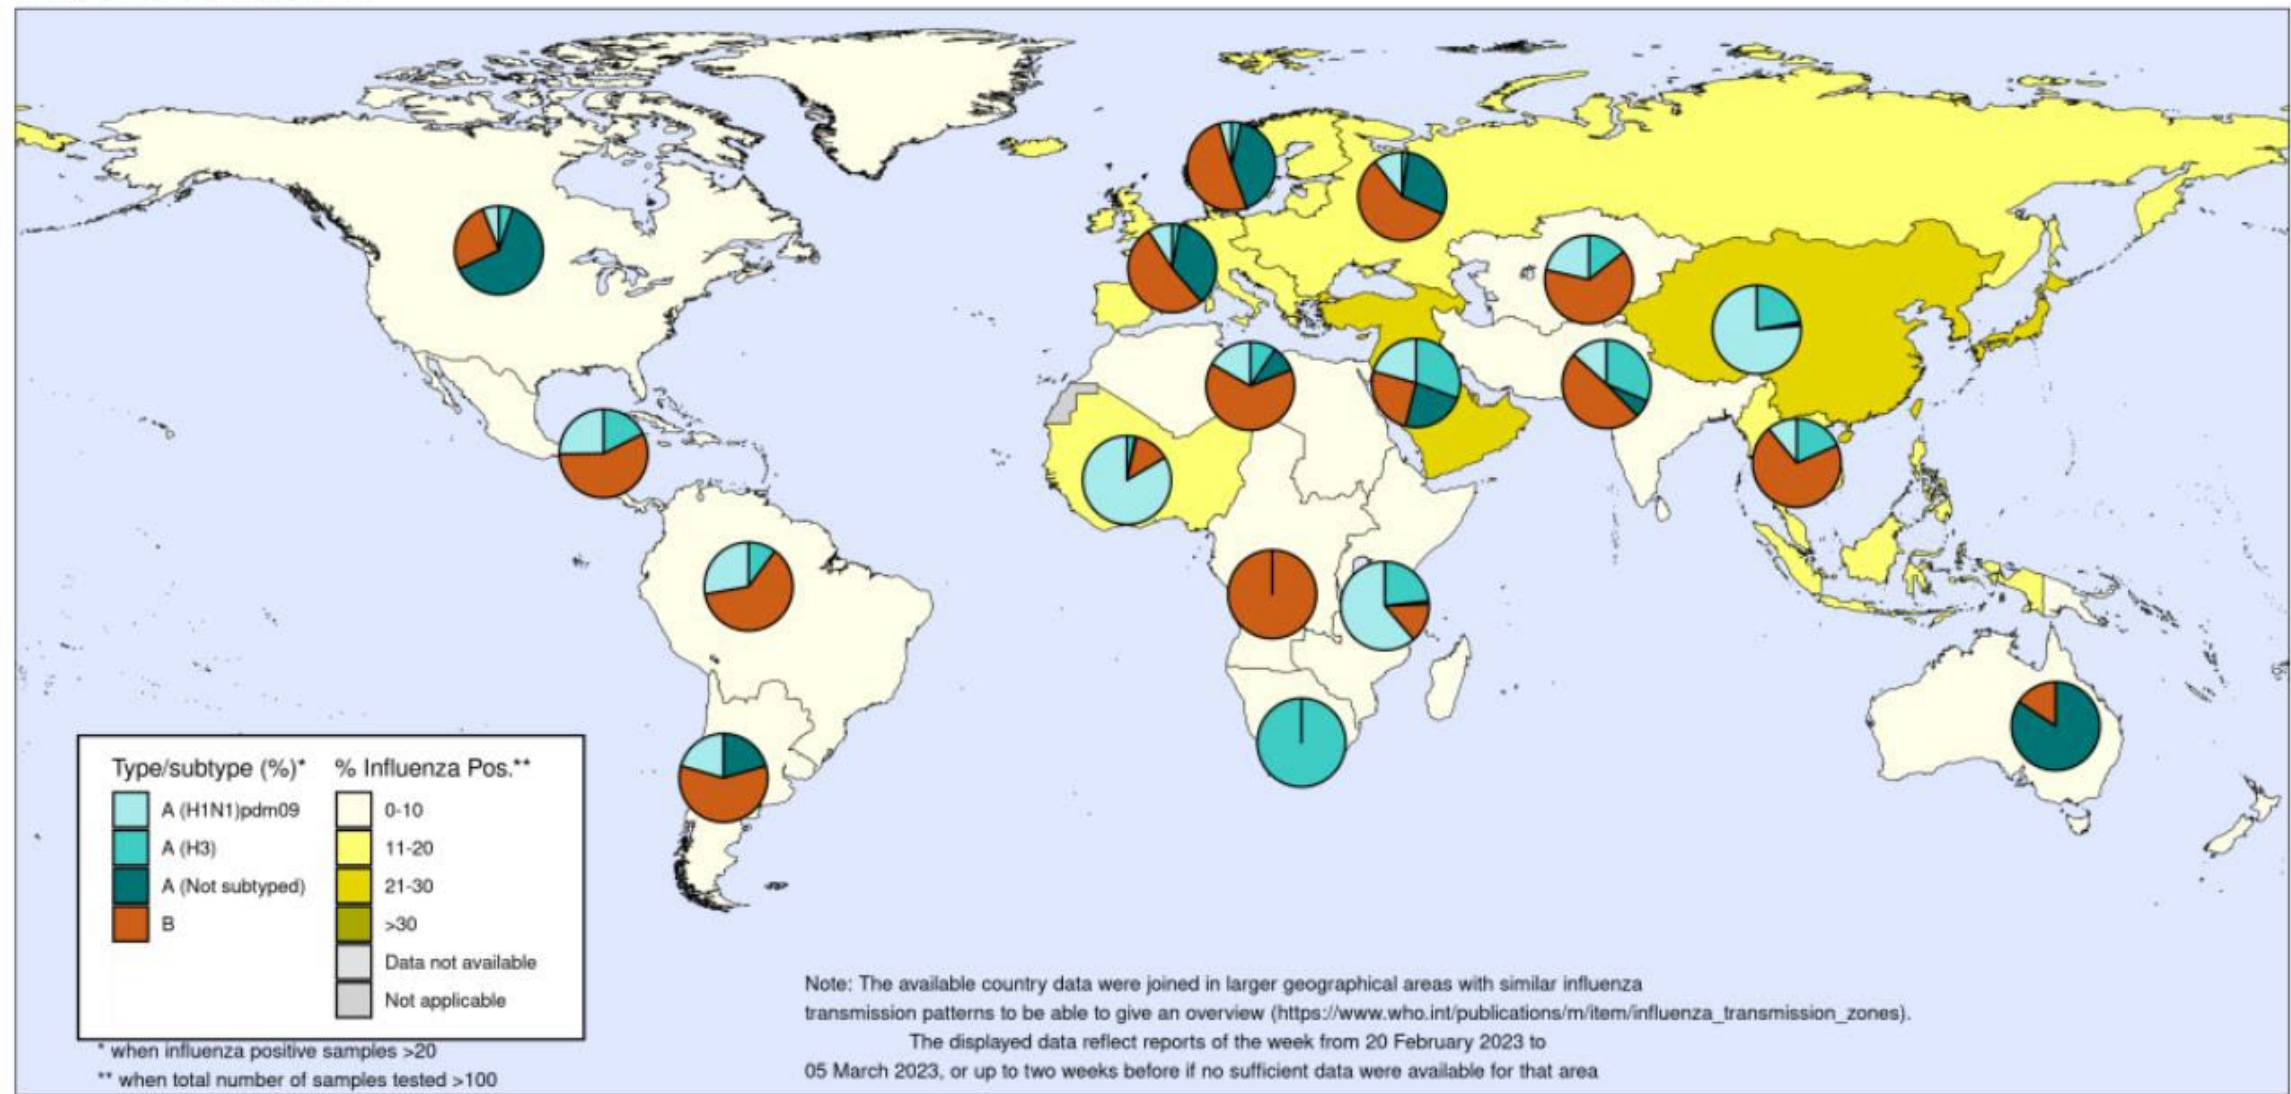 Type/subtype (%)*
A (H1N1)pdm09
A (H3)
A (Not subtyped)
B
% Influenza Pos.**
0-10
11-20
21-30
>30
Data not available
Not applicable
* when influenza positive samples >20
** when total number of samples tested >100
Note: The available country data were joined in larger geographical areas with similar influenza
transmission patterns to be able to give an overview (https://www.who.int/publications/m/item/influenza_transmission_zones).
The displayed data reflect reports of the week from 20 February 2023 to
05 March 2023, or up to two weeks before if no sufficient data were available for that area